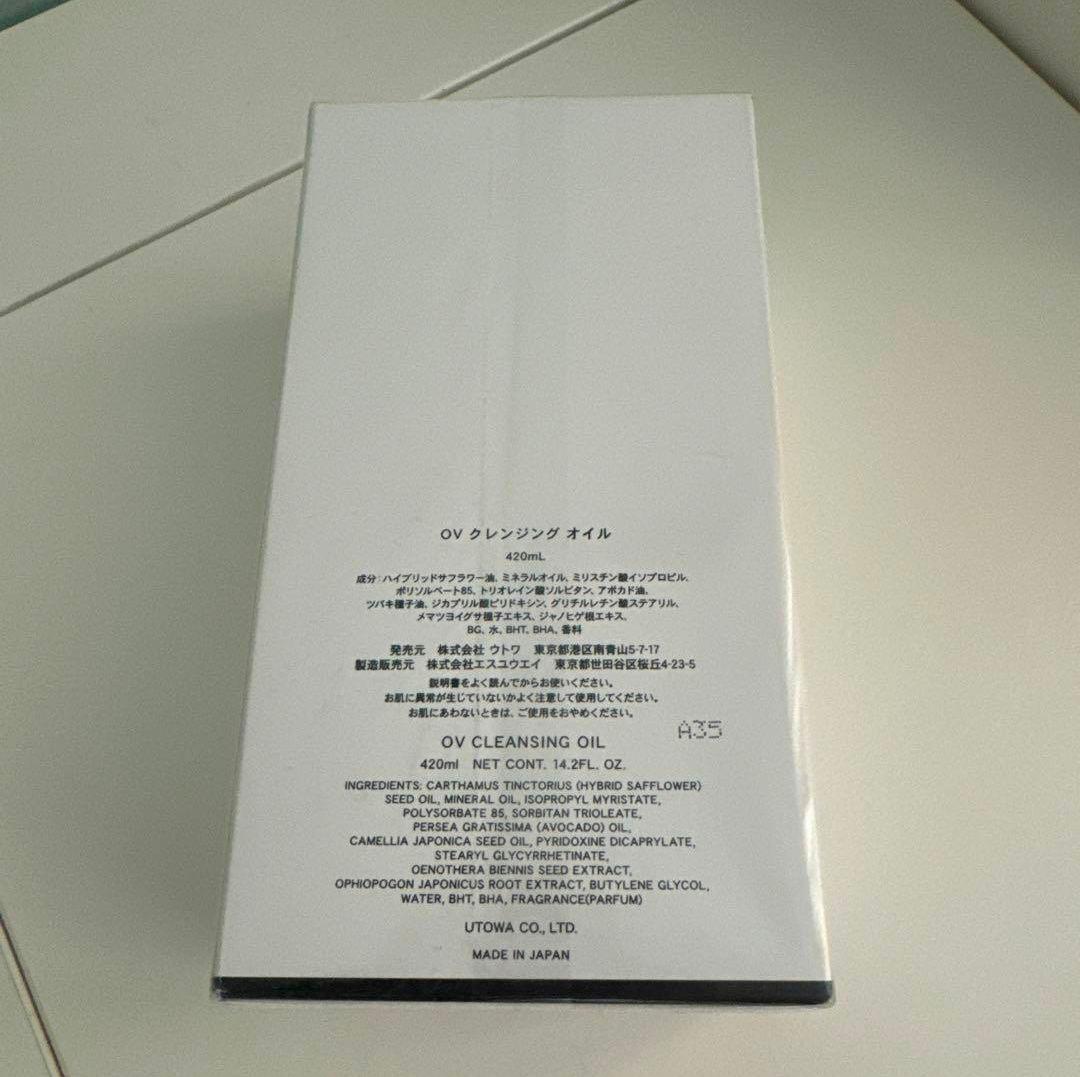 OV クレンジング オイル
420mL
成分:ハイブリッドサフラワー油、ミネラルオイル、ミリスチン酸イソプロピル、
ポリソルベート85、トリオレイン酸ソルビタン、アボカド油、
ツバキ種子油、ジカプリル酸ピリドキシン、グリチルレチン酸ステアリル、
メマツヨイグサ種子エキス、ジャノヒゲ根エキス、
BG、水、BHT、BHA、香料
発売元 株式会社 ウトワ 東京都港区南青山5-7-17
製造販売元 株式会社エスユウエイ 東京都世田谷区桜丘4-23-5
説明書をよく読んでからお使いください。
お肌に異常が生じていないかよく注意して使用してください。
お肌にあわないときは、ご使用をおやめください。
A35
OV CLEANSING OIL
420ml NET CONT. 14.2FL. OZ.
INGREDIENTS: CARTHAMUS TINCTORIUS (HYBRID SAFFLOWER)
SEED OIL, MINERAL OIL, ISOPROPYL MYRISTATE,
POLYSORBATE 85, SORBITAN TRIOLEATE,
PERSEA GRATISSIMA (AVOCADO) OIL,
CAMELLIA JAPONICA SEED OIL, PYRIDOXINE DICAPRYLATE,
STEARYL GLYCYRRHETINATE,
OENOTHERA BIENNIS SEED EXTRACT,
OPHIOPOGON JAPONICUS ROOT EXTRACT, BUTYLENE GLYCOL,
WATER, BHT, BHA, FRAGRANCE(PARFUM)
UTOWA CO., LTD.
MADE IN JAPAN